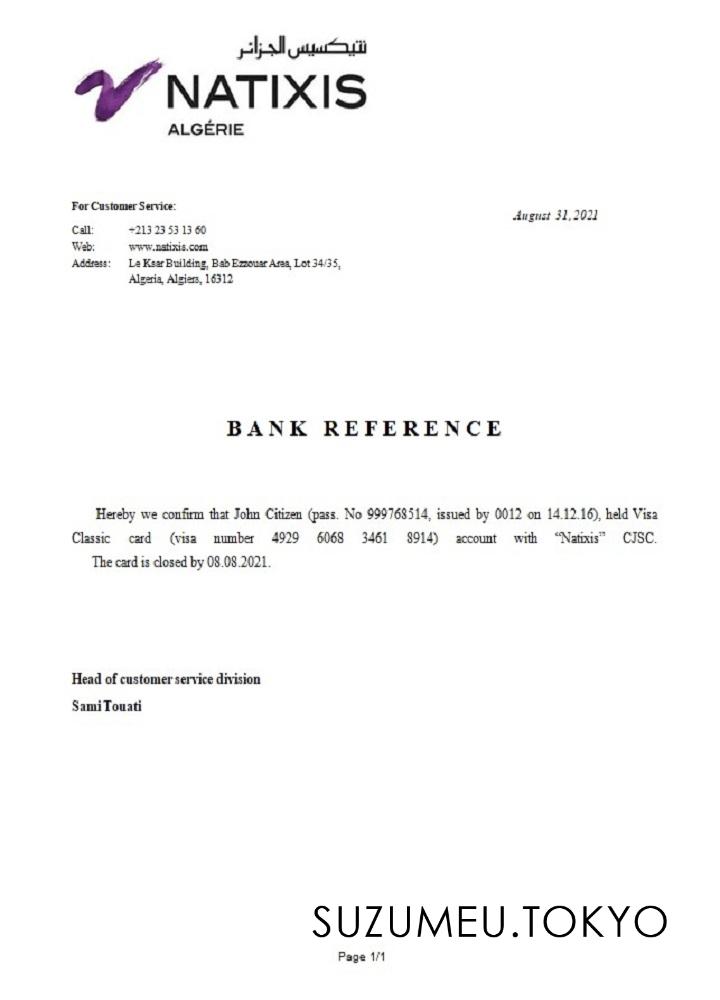 نتيكسيس الجزائر
NATIXIS
ALGÉRIE
For Customer Service:
August 31, 2021
Call: +213 23 53 13 60
Web: www.natixis.com
Address: Le Ksar Building, Bab Ezzouar Area, Lot 34/35,
Algeria, Algiers, 16312
BANK REFERENCE
Hereby we confirm that John Citizen (pass. No 999768514, issued by 0012 on 14.12.16), held Visa
Classic card (visa number 4929 6068 3461 8914) account with “Natixis” CJSC.
The card is closed by 08.08.2021.
Head of customer service division
Sami Touati
SUZUMEU.TOKYO
Page 1/1